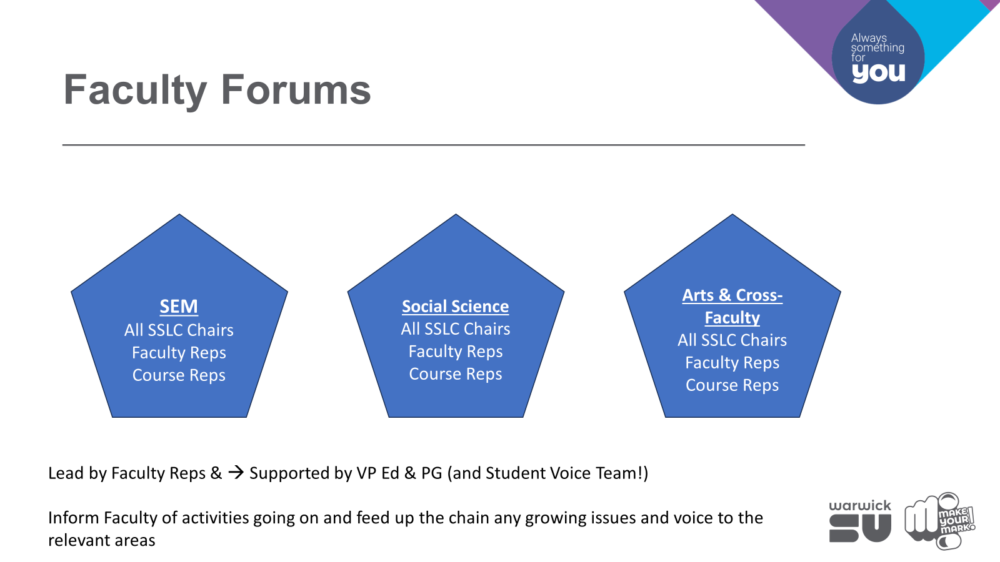 Always
something
for
you
Faculty Forums
SEM
All SSLC Chairs
Faculty Reps
Course Reps
Social Science
All SSLC Chairs
Faculty Reps
Course Reps
Arts & Cross-
Faculty
All SSLC Chairs
Faculty Reps
Course Reps
Lead by Faculty Reps & → Supported by VP Ed & PG (and Student Voice Team!)
Inform Faculty of activities going on and feed up the chain any growing issues and voice to the
relevant areas
warwick
SU
MAKE
YOUR
MARK!